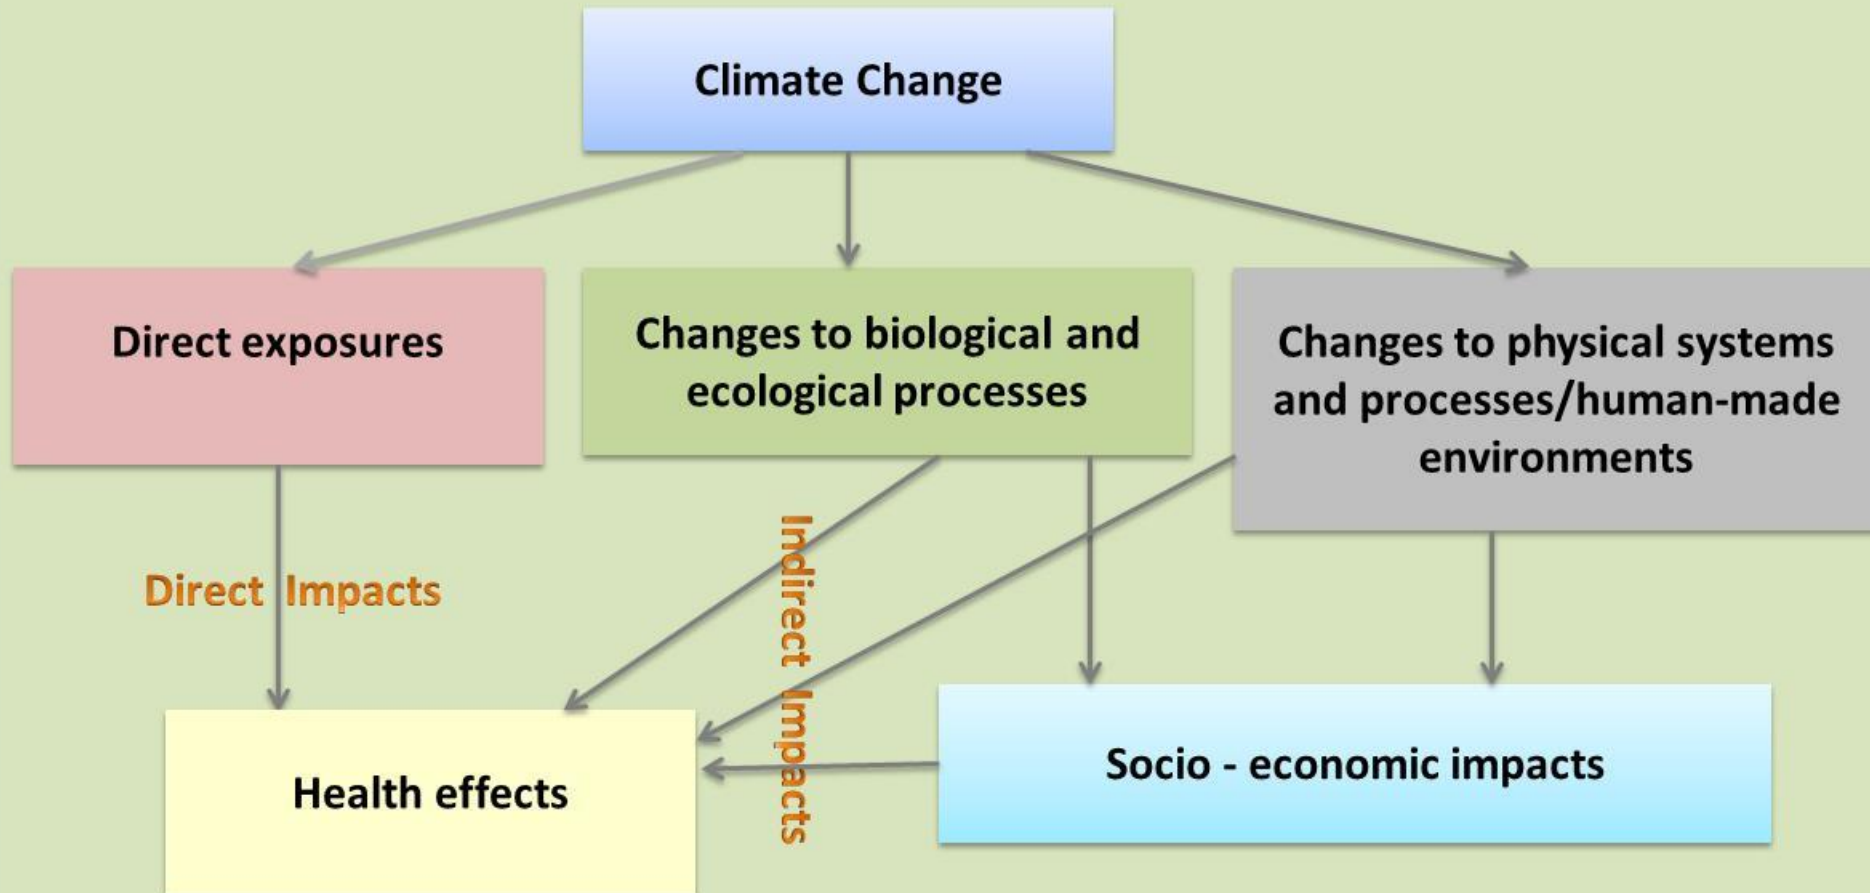 Climate Change
Direct exposures
Changes to biological and
ecological processes
Changes to physical systems
and processes/human-made
environments
Direct Impacts
Indirect Impacts
Health effects
Socio - economic impacts